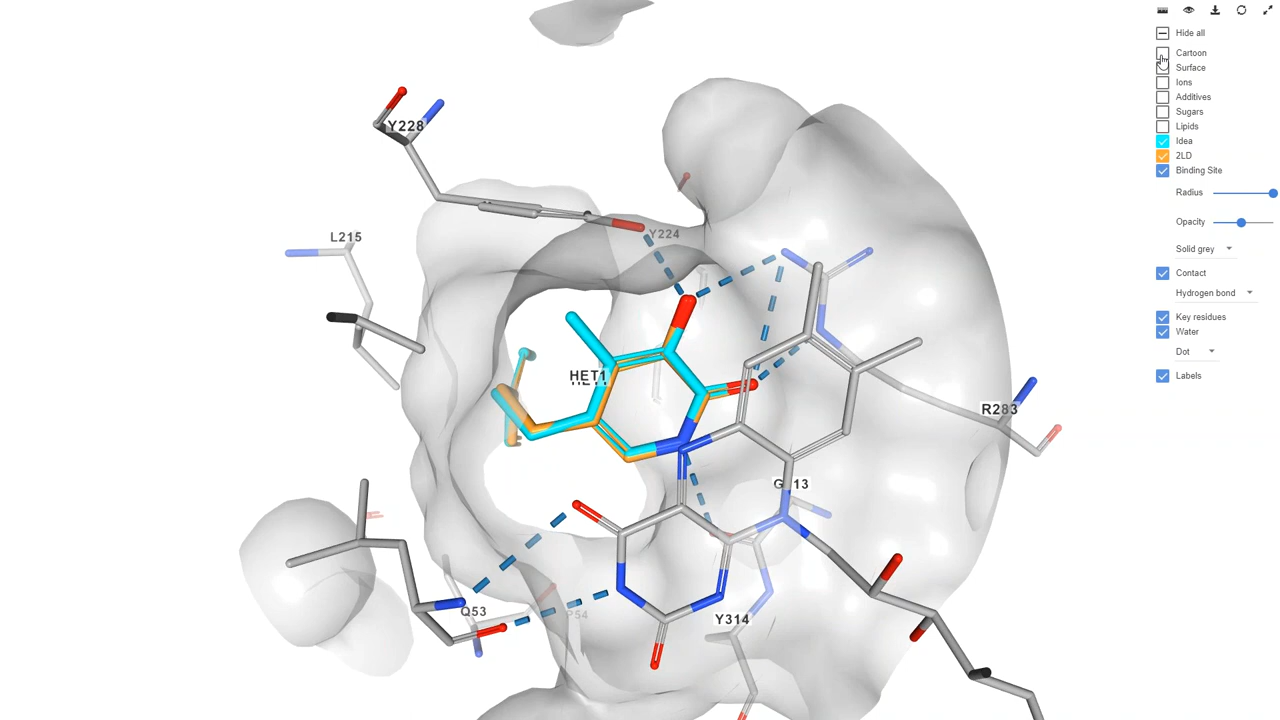 Hide all
Cartoon
Surface
Ions
Additives
Sugars
Lipids
Idea
2LD
Binding Site
Radius
Opacity
Solid grey
Contact
Hydrogen bond
Key residues
Water
Dot
Labels
Y228
Y224
L215
HET1
R283
Q53
P54
Y314